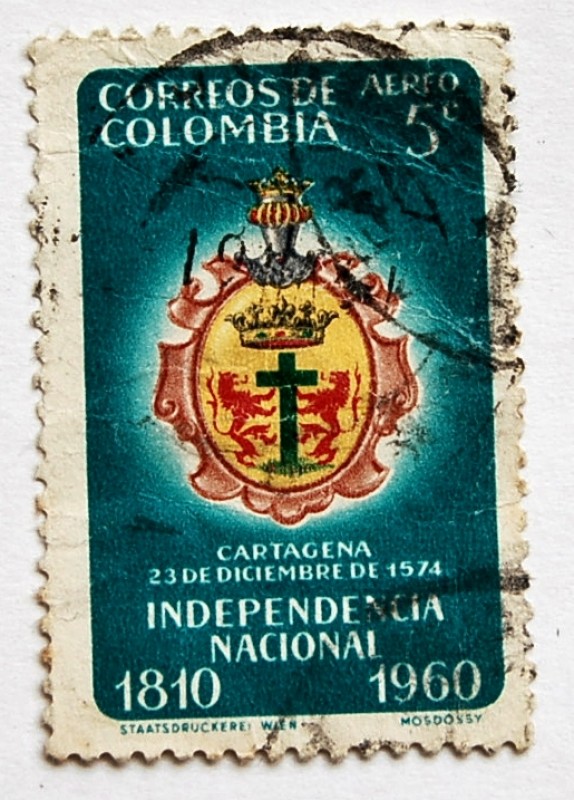 CORREOS DE AEREO
COLOMBIA 5c
CARTAGENA
23 DE DICIEMBRE DE 1574
INDEPENDENCIA
NACIONAL
1810 1960
STAATSDRUCKEREI WIEN MOSDOSSY